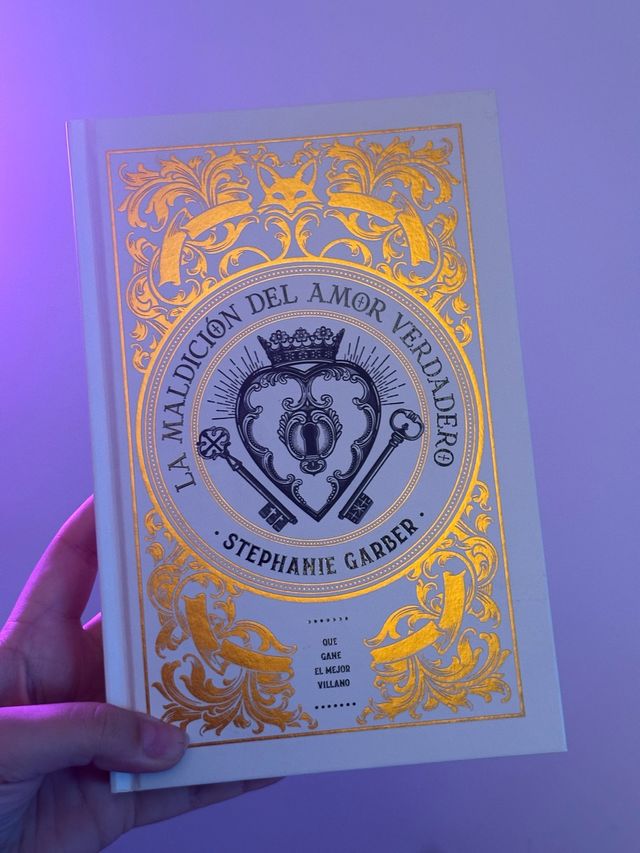 LA MALDICIÓN DEL AMOR VERDADERO
· STEPHANIE GARBER ·
QUE
GANE
EL MEJOR
VILLANO